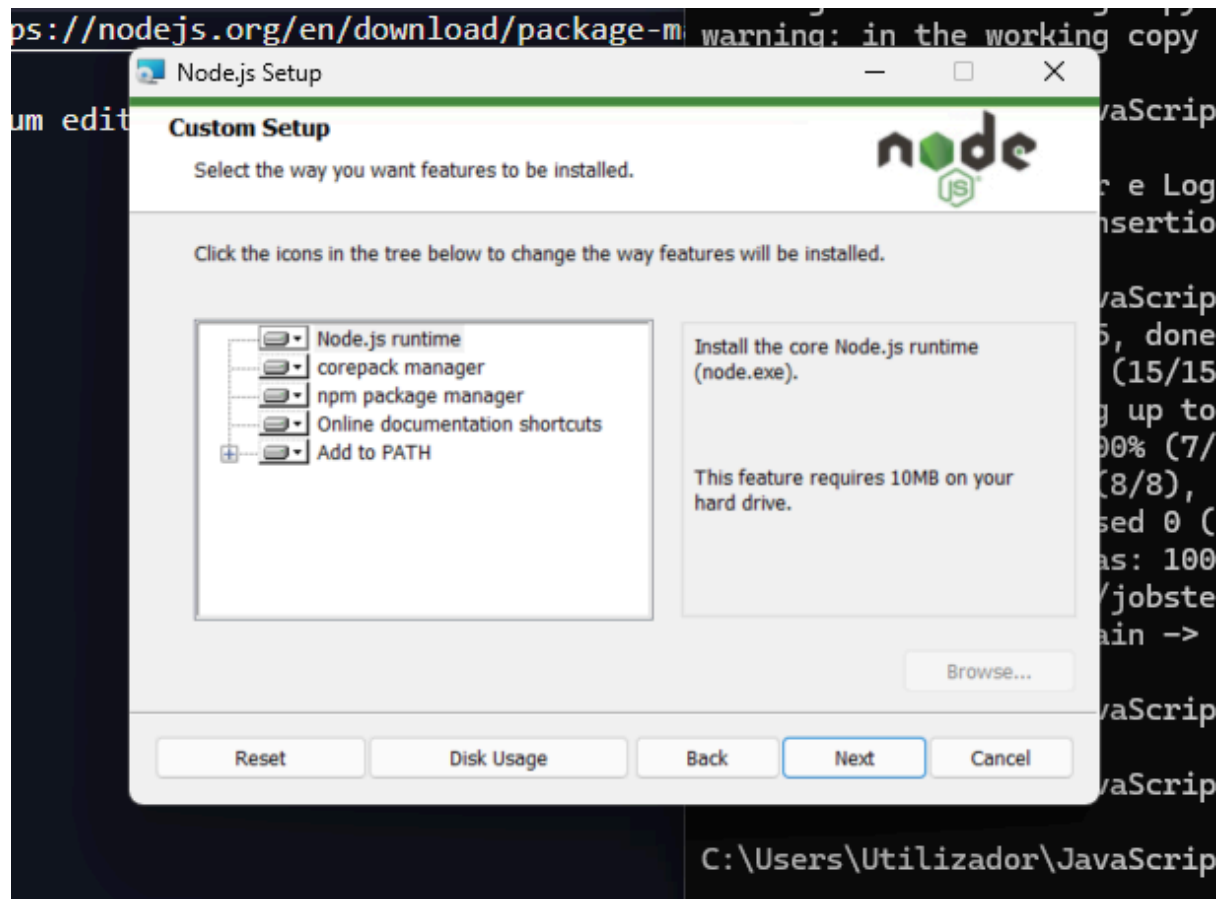 ps://nodejs.org/en/download/package-m
um edit
warning: in the working copy
Node.js Setup
Custom Setup
Select the way you want features to be installed.
node
JS
Click the icons in the tree below to change the way features will be installed.
Node.js runtime
corepack manager
npm package manager
Online documentation shortcuts
Add to PATH
Install the core Node.js runtime
(node.exe).
This feature requires 10MB on your
hard drive.
Browse...
Reset
Disk Usage
Back
Next
Cancel
vaScrip
r e Log
nsertio
vaScrip
5, done
(15/15
g up to
00% (7/
(8/8),
sed 0 (
as: 100
/jobste
ain ->
vaScrip
vaScrip
C:\Users\Utilizador\JavaScrip